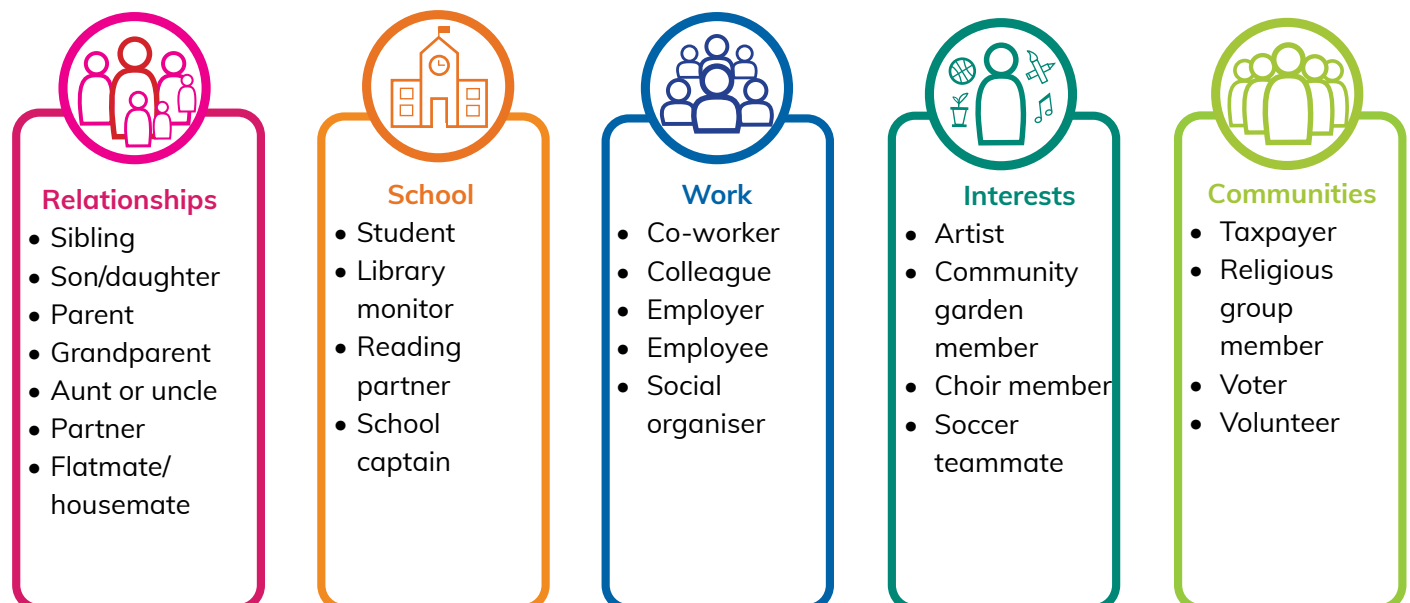 Relationships
• Sibling
• Son/daughter
• Parent
• Grandparent
• Aunt or uncle
• Partner
• Flatmate/
housemate
School
• Student
• Library
monitor
• Reading
partner
• School
captain
Work
• Co-worker
• Colleague
• Employer
• Employee
• Social
organiser
Interests
• Artist
• Community
garden
member
• Choir member
• Soccer
teammate
Communities
• Taxpayer
• Religious
group
member
• Voter
• Volunteer